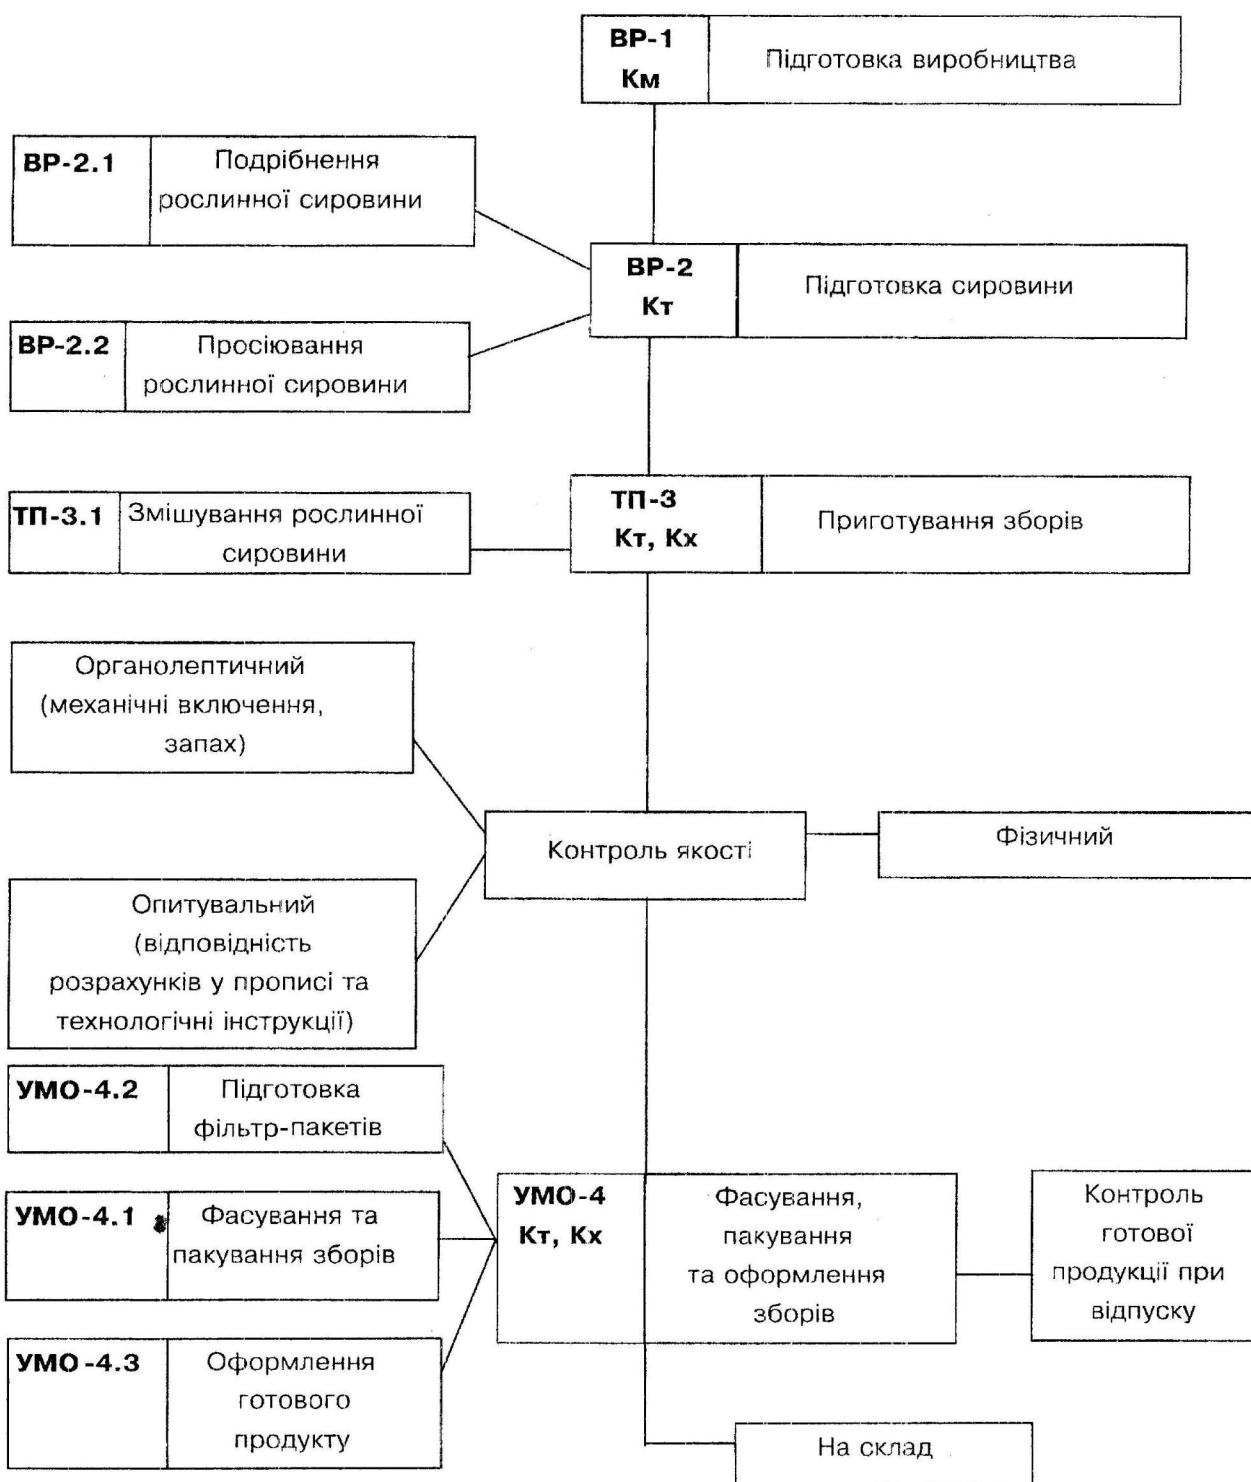 ВР-1
Км
Підготовка виробництва
ВР-2.1
Подрібнення
рослинної сировини
ВР-2
Кт
Підготовка сировини
ВР-2.2
Просіювання
рослинної сировини
ТП-3.1
Змішування рослинної
сировини
ТП-3
Кт, Кх
Приготування зборів
Органолептичний
(механічні включення,
запах)
Контроль якості
Фізичний
Опитувальний
(відповідність
розрахунків у прописі та
технологічні інструкції)
УМО-4.2
Підготовка
фільтр-пакетів
УМО-4.1
Фасування та
пакування зборів
УМО-4
Кт, Кх
Фасування,
пакування
та оформлення
зборів
Контроль
готової
продукції при
відпуску
УМО-4.3
Оформлення
готового
продукту
На склад